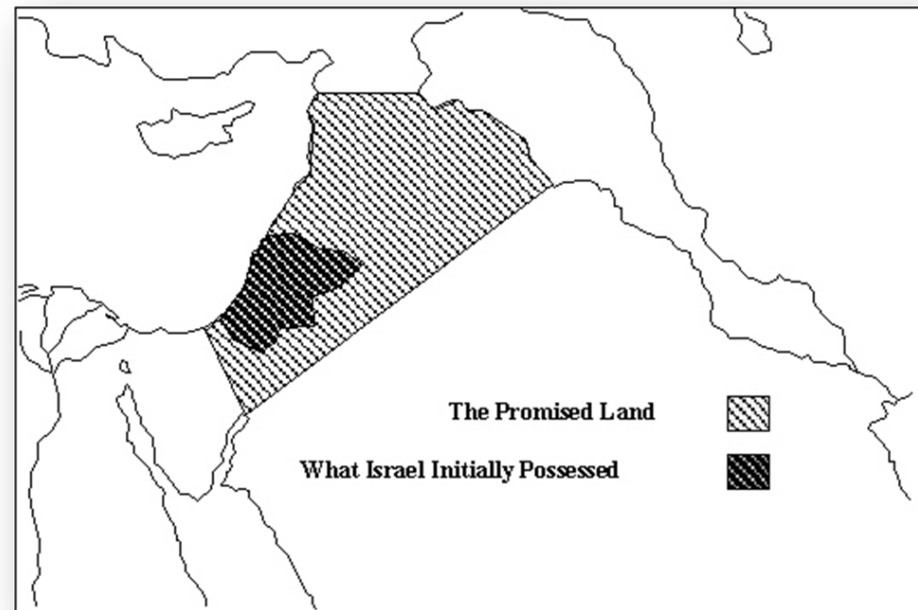 The Promised Land
What Israel Initially Possessed